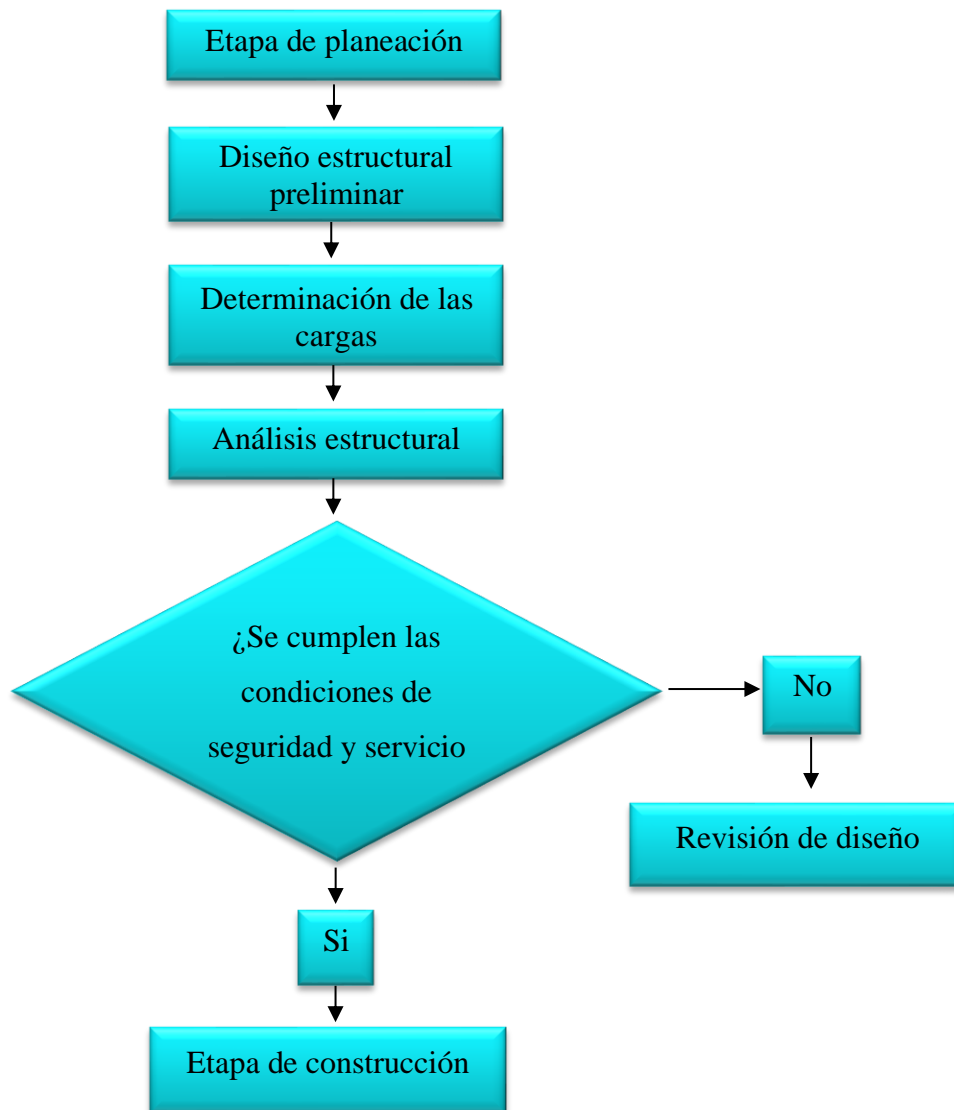 Etapa de planeación
Diseño estructural
preliminar
Determinación de las
cargas
Análisis estructural
¿Se cumplen las
condiciones de
seguridad y servicio
No
Revisión de diseño
Si
Etapa de construcción